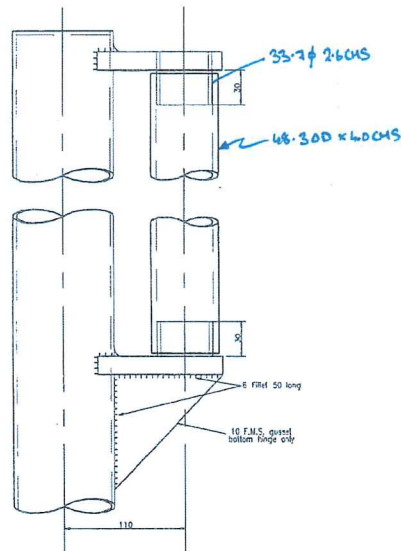 33.7ϕ 2.6CHS
30
48.3OD × 4.0CHS
30
6 Fillet 50 long
10 F.M.S. gusset
bottom hinge only
110